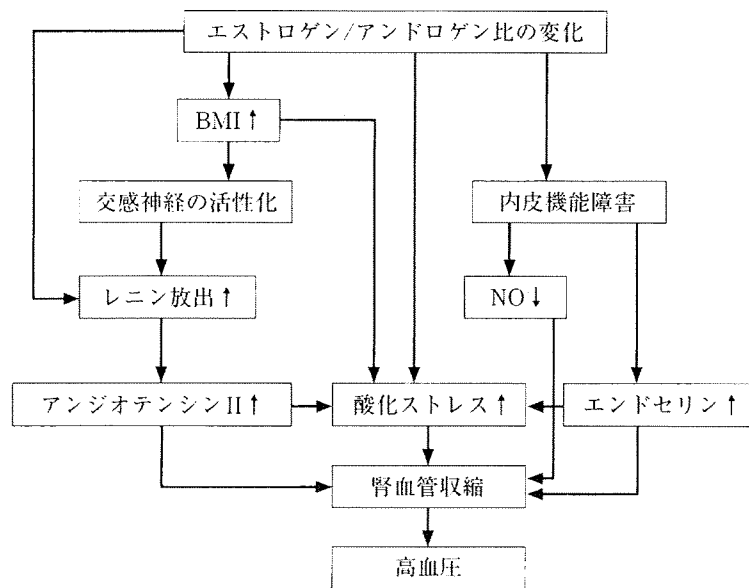 エストロゲン/アンドロゲン比の変化
BMI↑
交感神経の活性化
内皮機能障害
レニン放出↑
NO↓
アンジオテンシンII↑
酸化ストレス↑
エンドセリン↑
腎血管収縮
高血圧